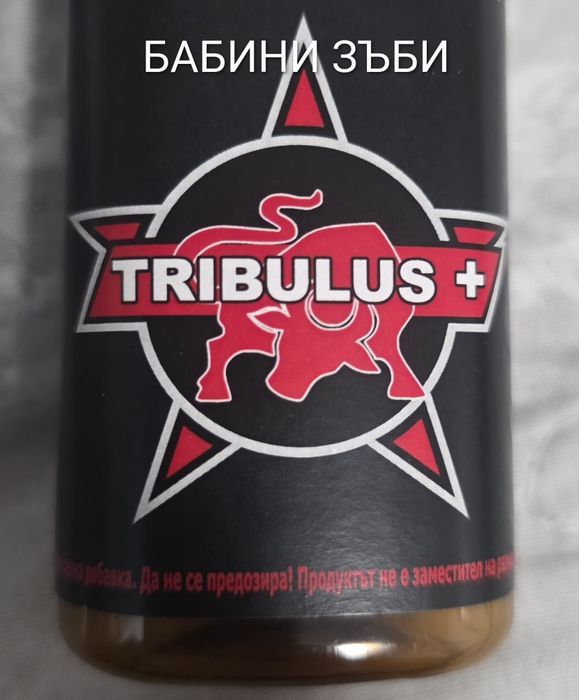 БАБИНИ ЗЪБИ
TRIBULUS +
добавка. Да не се предозира! Продуктът не е заместител на